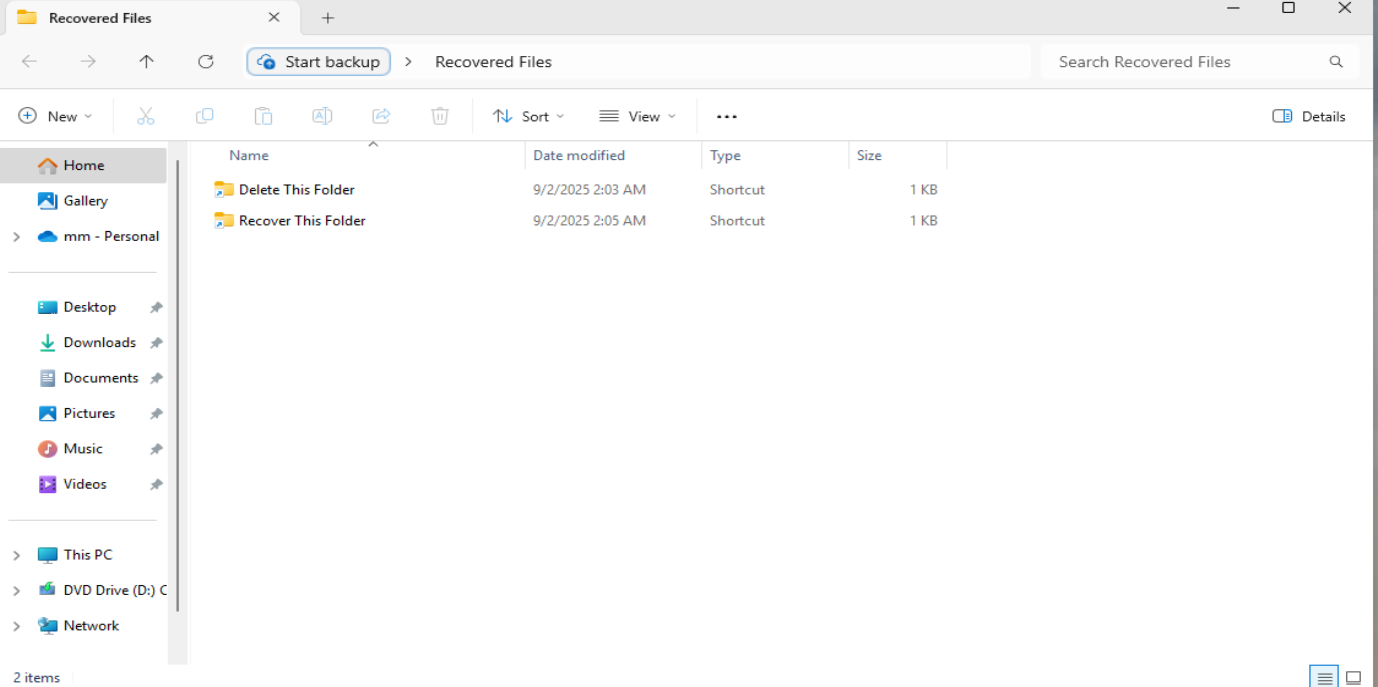 Recovered Files
Start backup > Recovered Files
Search Recovered Files
New
Sort
View
Details
Name Date modified Type Size
Delete This Folder 9/2/2025 2:03 AM Shortcut 1 KB
Recover This Folder 9/2/2025 2:05 AM Shortcut 1 KB
Home
Gallery
mm - Personal
Desktop
Downloads
Documents
Pictures
Music
Videos
This PC
DVD Drive (D:) C
Network
2 items